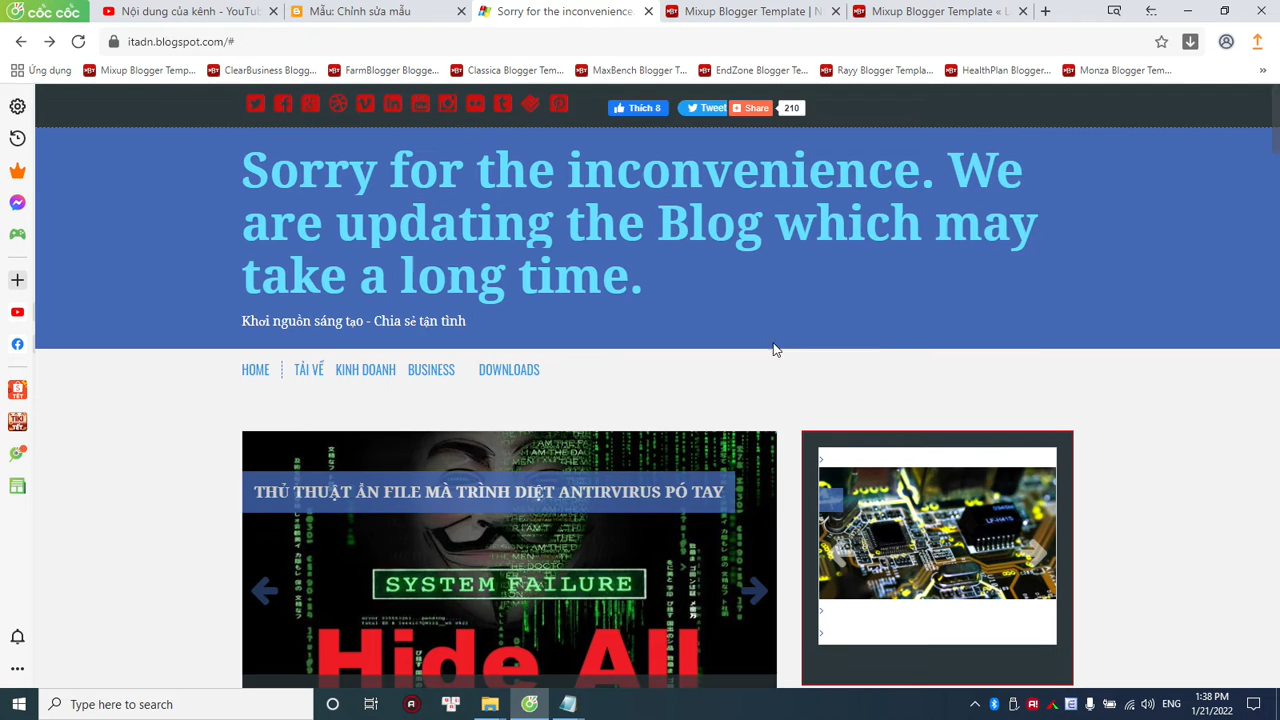 CỐC CỐC
Nội dung của kênh - YouTub
Mẫu: Chỉnh sửa mẫu
Sorry for the inconvenience.
Mixup Blogger Template « N
Mixup Blogger Template « L
itadn.blogspot.com/#
Ứng dụng
Mixup Blogger Temp...
ClearBusiness Blogg...
FarmBlogger Blogge...
Classica Blogger Tem...
MaxBench Blogger T...
EndZone Blogger Te...
Rayy Blogger Templa...
HealthPlan Blogger...
Monza Blogger Tem...
Thích 8
Tweet
Share
210
Sorry for the inconvenience. We
are updating the Blog which may
take a long time.
Khơi nguồn sáng tạo - Chia sẻ tận tình
HOME
TẢI VỀ
KINH DOANH
BUSINESS
DOWNLOADS
THỦ THUẬT ẨN FILE MÀ TRÌNH DIỆT ANTIRVIRUS PÓ TAY
SYSTEM FAILURE
Hide All
Type here to search
ENG
1:38 PM
1/21/2022